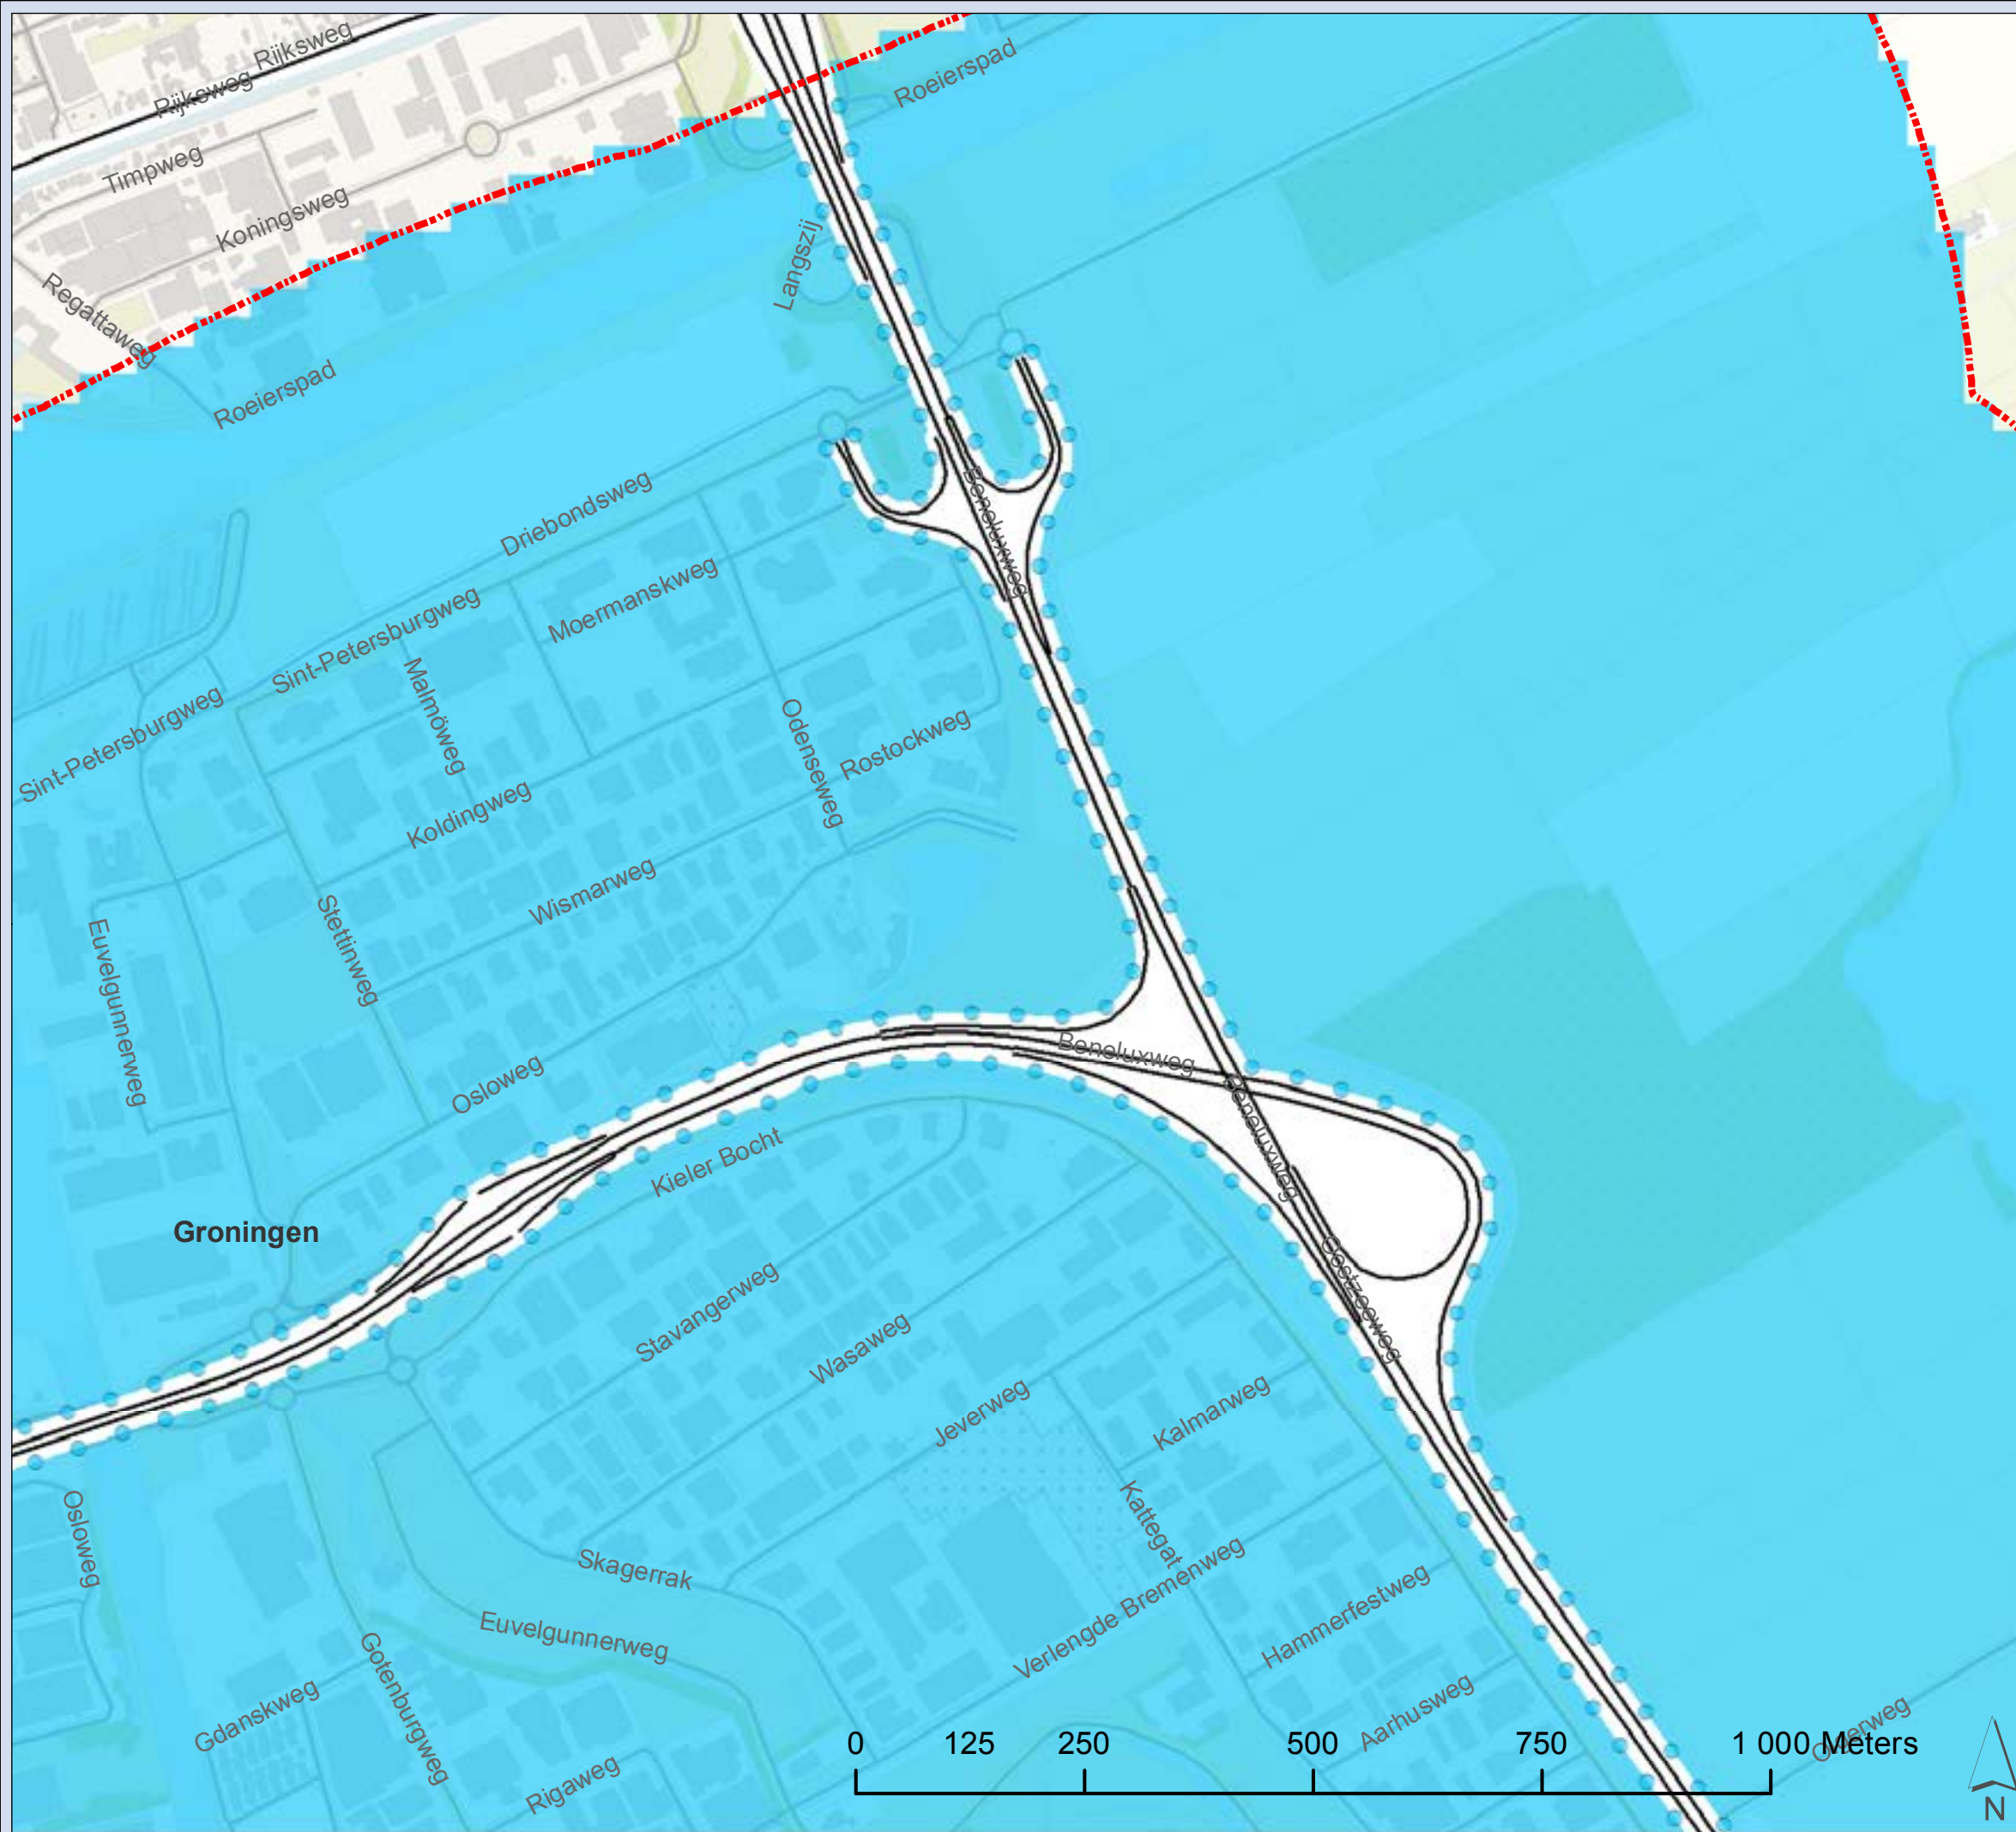 Rijksweg
Rijksweg
Roeierspad
Timpweg
Koningsweg
Langszij
Regattaweg
Roeierspad
Driebondsweg
Beneluxweg
Moermanskweg
Sint-Petersburgweg
Malmöweg
Sint-Petersburgweg
Odenseweg
Rostockweg
Koldingweg
Wismarweg
Stettinweg
Euvelgunnerweg
Beneluxweg
Osloweg
Beneluxweg
Kieler Bocht
Groningen
Oostzeeweg
Stavangerweg
Wasaweg
Jeverweg
Kalmarweg
Osloweg
Kattegat
Skagerrak
Verlengde Bremenweg
Hammerfestweg
Euvelgunnerweg
Gotenburgweg
Gdanskweg
Aarhusweg
Rigaweg
0 125 250 500 750 1 000 Meters
N